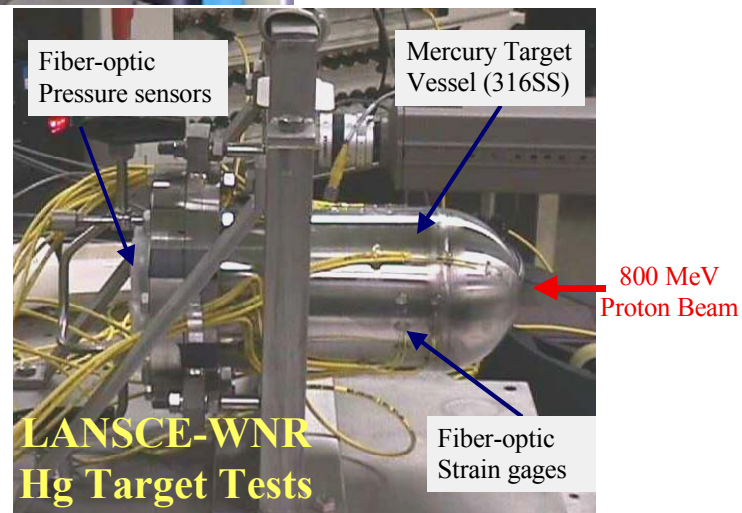 Fiber-optic
Pressure sensors
Mercury Target
Vessel (316SS)
800 MeV
Proton Beam
LANSCE-WNR
Hg Target Tests
Fiber-optic
Strain gages